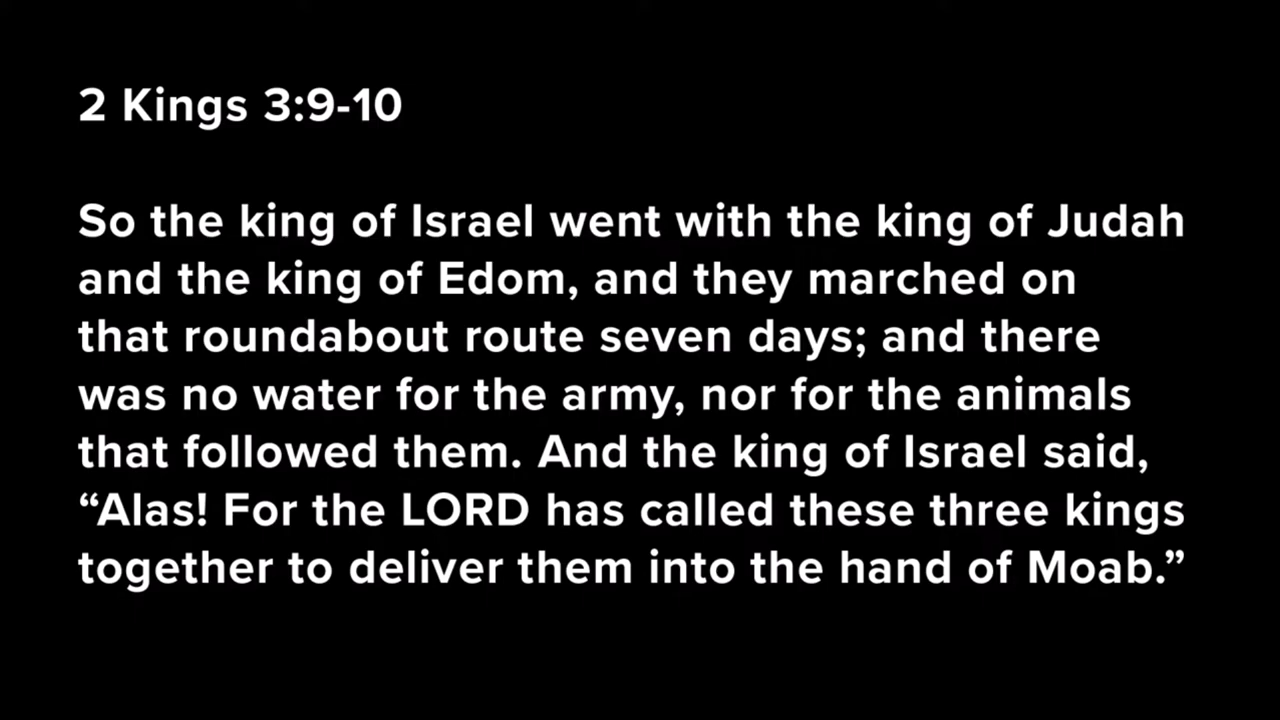 2 Kings 3:9-10
So the king of Israel went with the king of Judah
and the king of Edom, and they marched on
that roundabout route seven days; and there
was no water for the army, nor for the animals
that followed them. And the king of Israel said,
“Alas! For the LORD has called these three kings
together to deliver them into the hand of Moab.”